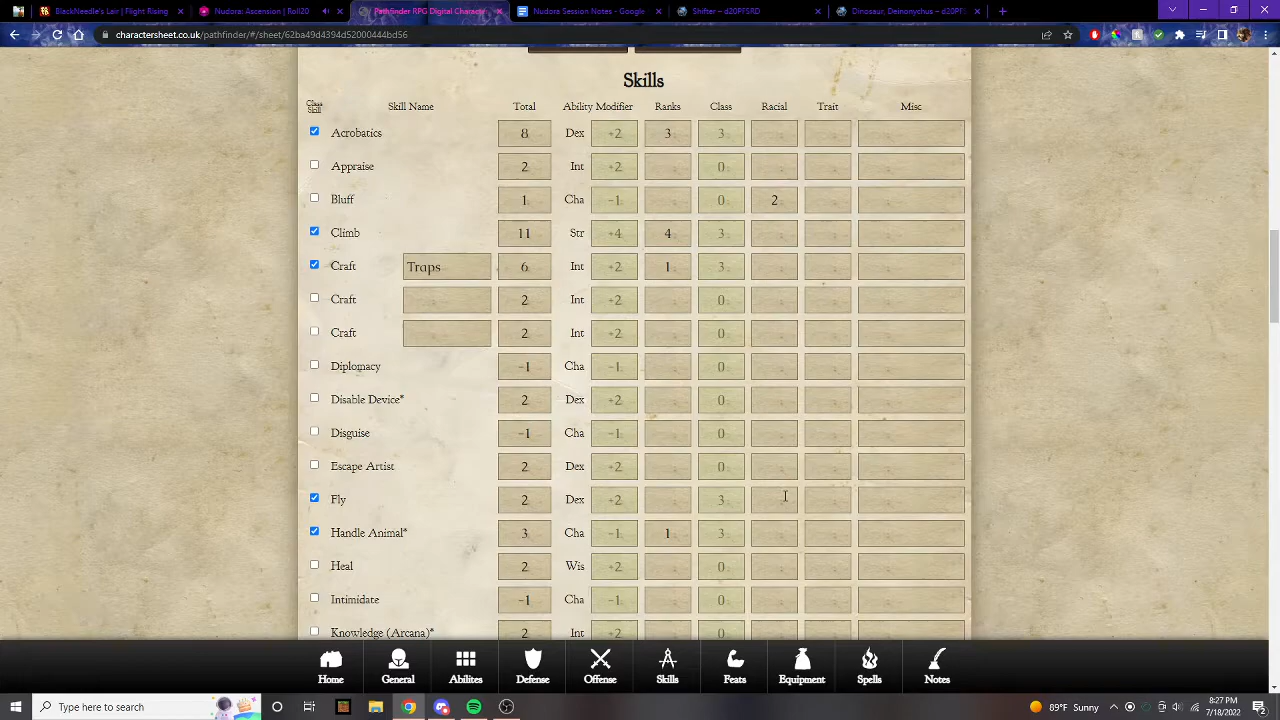 BlackNeedle's Lair | Flight Rising
Nudora: Ascension | Roll20
Pathfinder RPG Digital Characte
Nudora Session Notes - Google
Shifter – d20PFSRD
Dinosaur, Deinonychus – d20PF
charactersheet.co.uk/pathfinder/#/sheet/62ba49d4394d52000444bd56
Skills
Class Skill
Skill Name
Total
Ability Modifier
Ranks
Class
Racial
Trait
Misc
Acrobatics 8 Dex +2 3 3
Appraise 2 Int +2 0
Bluff 1 Cha -1 0 2
Climb 11 Str +4 4 3
Craft Traps 6 Int +2 1 3
Craft 2 Int +2 0
Craft 2 Int +2 0
Diplomacy -1 Cha -1 0
Disable Device* 2 Dex +2 0
Disguise -1 Cha -1 0
Escape Artist 2 Dex +2 0
Fly 2 Dex +2 3
Handle Animal* 3 Cha -1 1 3
Heal 2 Wis +2 0
Intimidate -1 Cha -1 0
Knowledge (Arcana)* 2 Int +2 0
Home
General
Abilites
Defense
Offense
Skills
Feats
Equipment
Spells
Notes
Type here to search
89°F Sunny
8:27 PM
7/18/2022